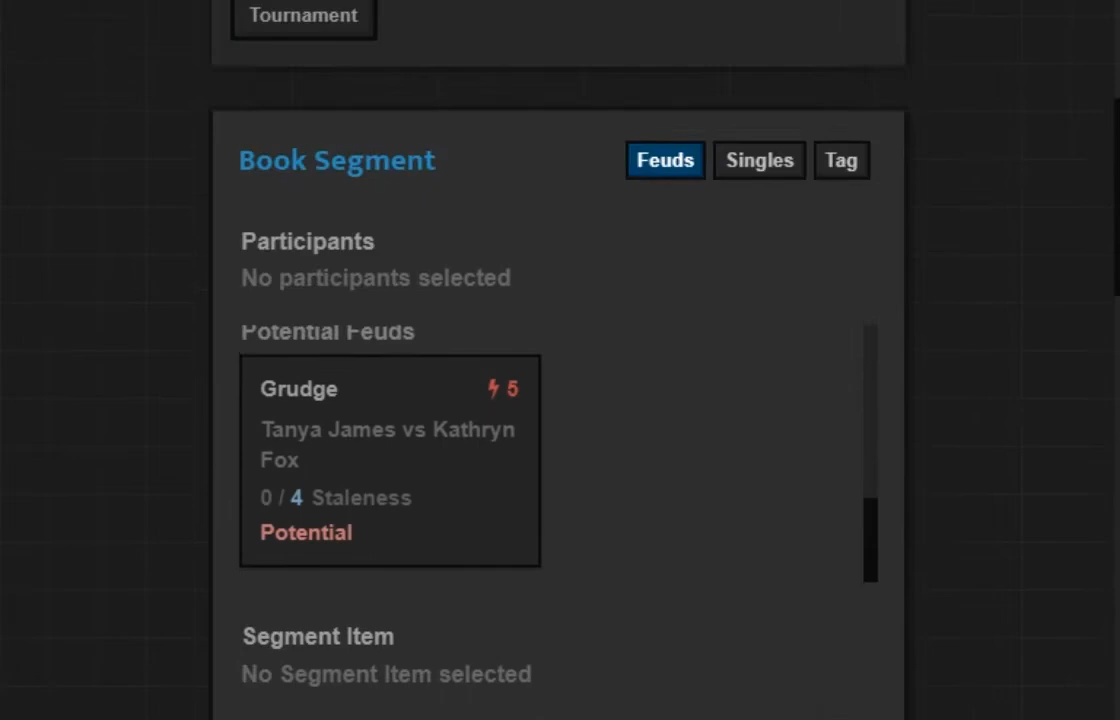 Tournament
Book Segment
Feuds
Singles
Tag
Participants
No participants selected
Potential Feuds
Grudge
5
Tanya James vs Kathryn
Fox
0 / 4 Staleness
Potential
Segment Item
No Segment Item selected